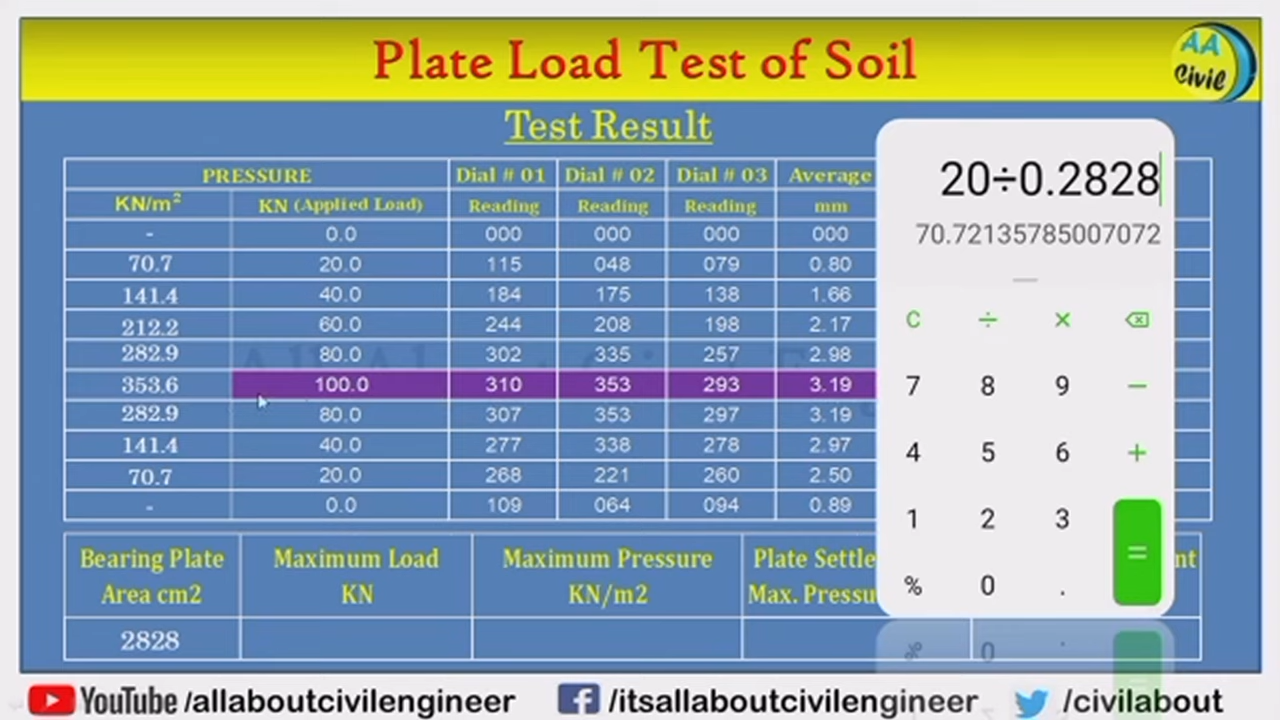 Plate Load Test of Soil
AA
Civil
Test Result
PRESSURE Dial # 01 Dial # 02 Dial # 03 Average
KN/m² KN (Applied Load) Reading Reading Reading mm
- 0.0 000 000 000 000
70.7 20.0 115 048 079 0.80
141.4 40.0 184 175 138 1.66
212.2 60.0 244 208 198 2.17
282.9 80.0 302 335 257 2.98
353.6 100.0 310 353 293 3.19
282.9 80.0 307 353 297 3.19
141.4 40.0 277 338 278 2.97
70.7 20.0 268 221 260 2.50
- 0.0 109 064 094 0.89
20÷0.2828
70.72135785007072
C ÷ ×
7 8 9 −
4 5 6 +
1 2 3
% 0 . =
Bearing Plate Maximum Load Maximum Pressure Plate Settle nt
Area cm2 KN KN/m2 Max. Pressu
2828
% 0 .
YouTube /allaboutcivilengineer f /itsallaboutcivilengineer /civilabout